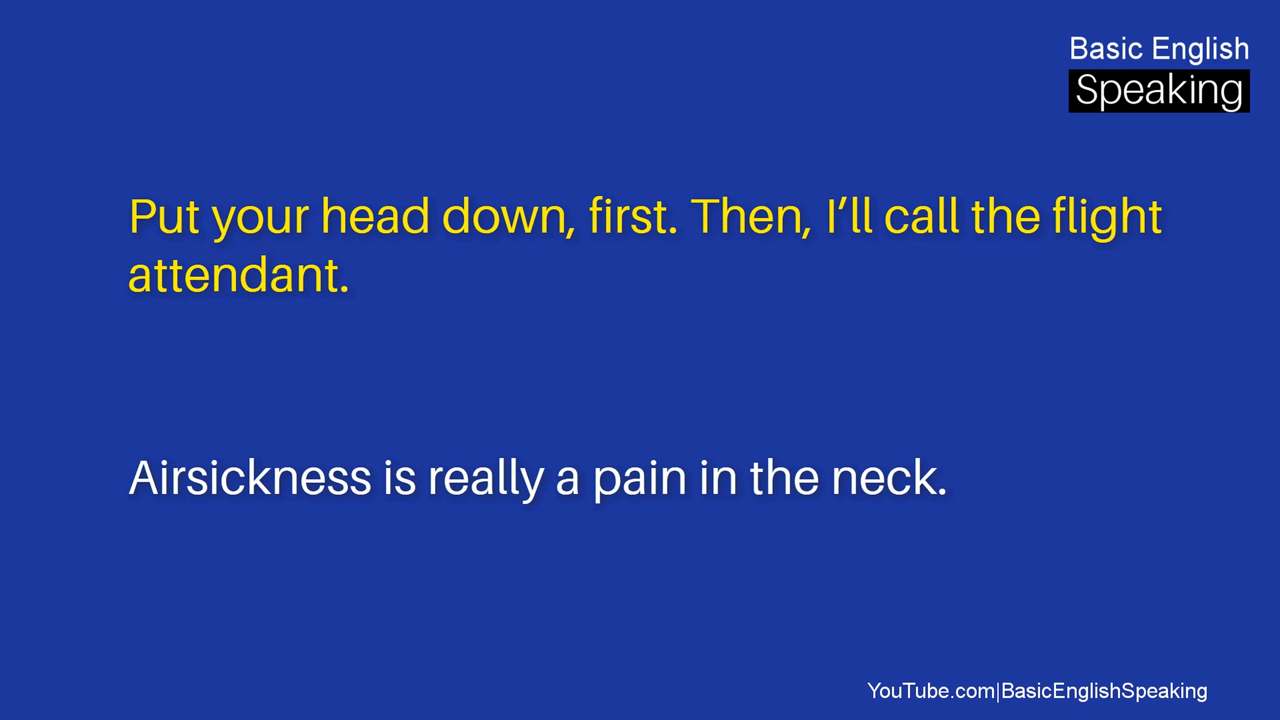 Basic English
Speaking
Put your head down, first. Then, I’ll call the flight
attendant.
Airsickness is really a pain in the neck.
YouTube.com|BasicEnglishSpeaking